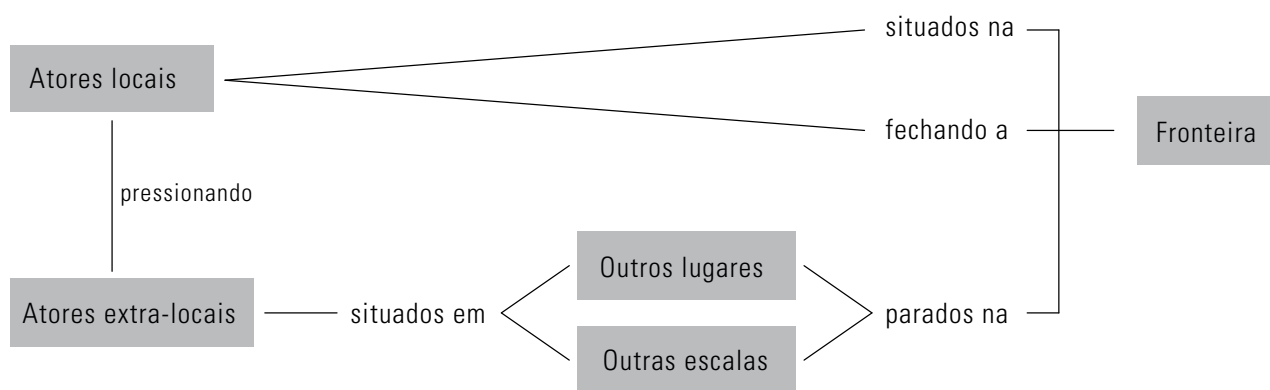 situados na
Atores locais
fechando a
Fronteira
pressionando
Outros lugares
Atores extra-locais
situados em
parados na
Outras escalas